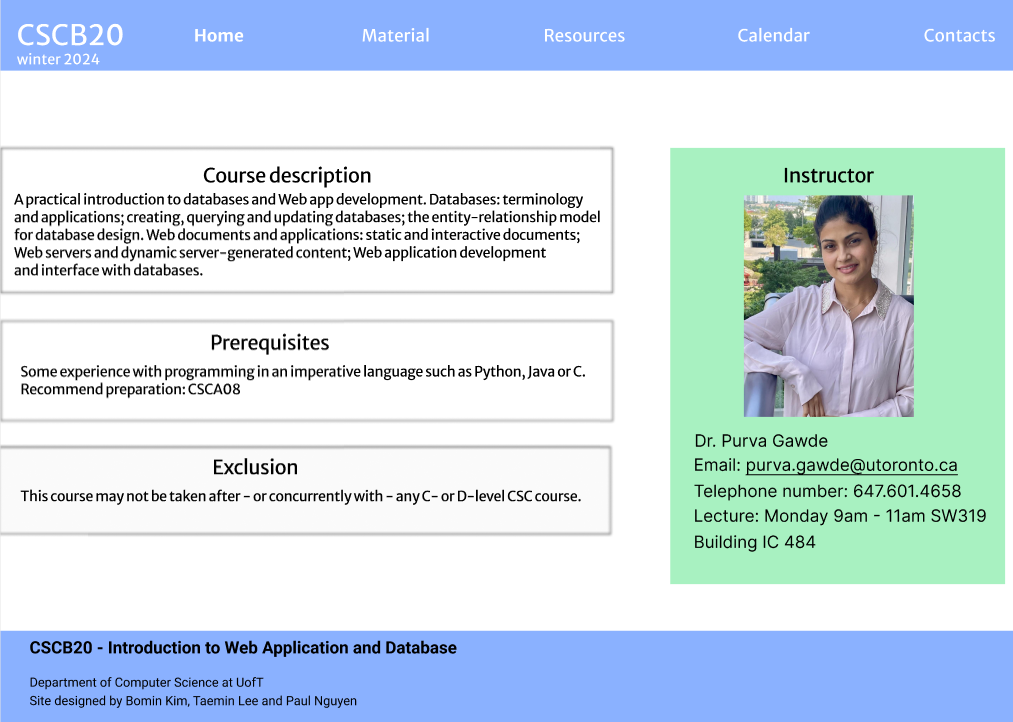 CSCB20
winter 2024
Home
Material
Resources
Calendar
Contacts
Course description
A practical introduction to databases and Web app development. Databases: terminology
and applications; creating, querying and updating databases; the entity-relationship model
for database design. Web documents and applications: static and interactive documents;
Web servers and dynamic server-generated content; Web application development
and interface with databases.
Prerequisites
Some experience with programming in an imperative language such as Python, Java or C.
Recommend preparation: CSCA08
Exclusion
This course may not be taken after - or concurrently with - any C- or D-level CSC course.
Instructor
Dr. Purva Gawde
Email: purva.gawde@utoronto.ca
Telephone number: 647.601.4658
Lecture: Monday 9am - 11am SW319
Building IC 484
CSCB20 - Introduction to Web Application and Database
Department of Computer Science at UofT
Site designed by Bomin Kim, Taemin Lee and Paul Nguyen